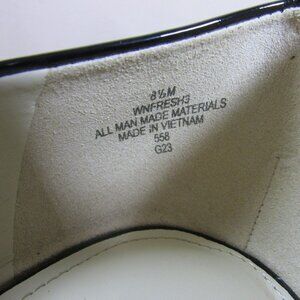 8½M
WNFRESH3
ALL MAN MADE MATERIALS
MADE IN VIETNAM
558
G23